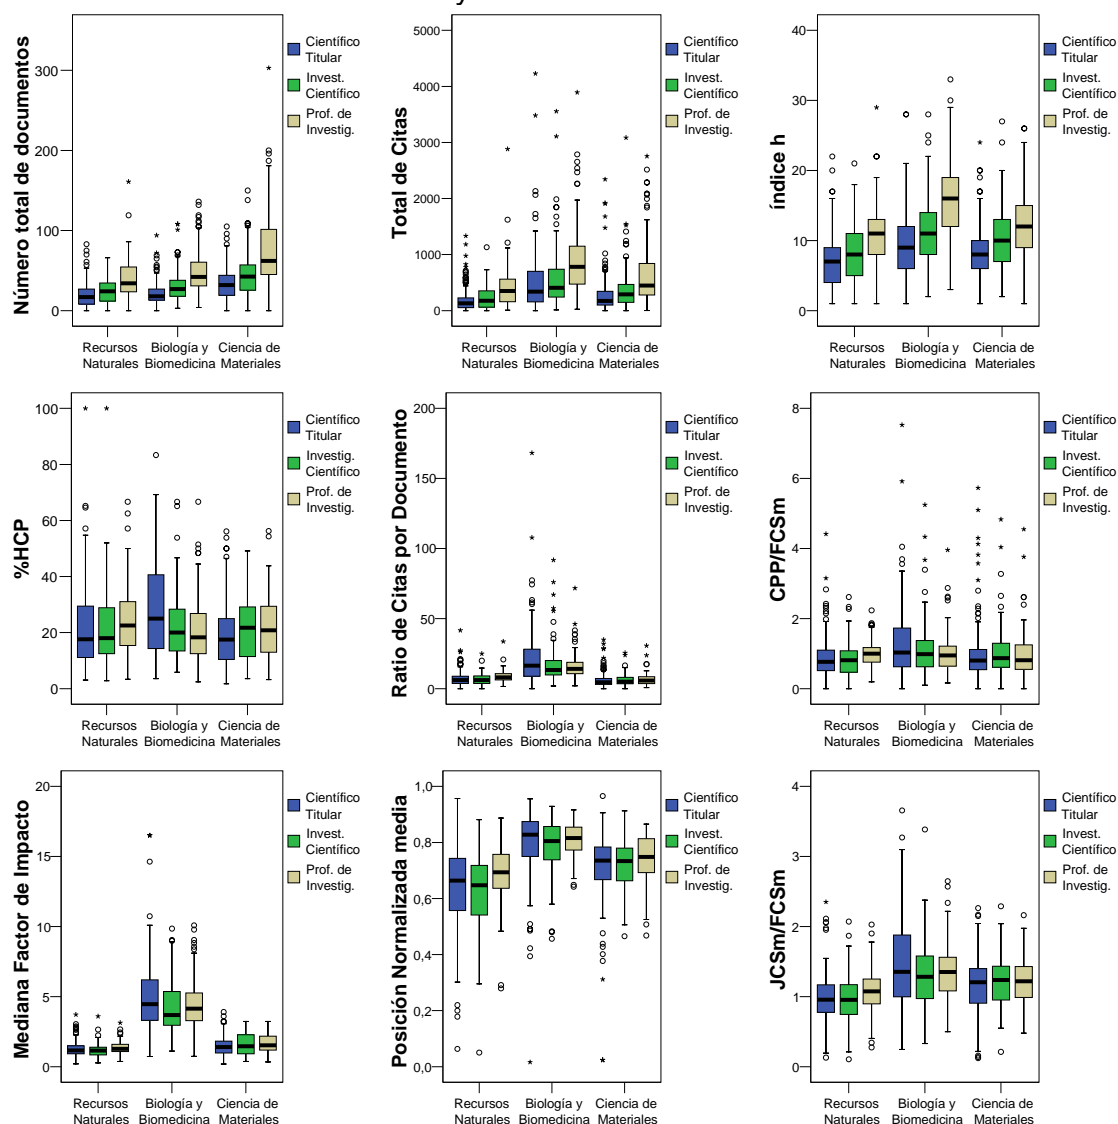 y
Número total de documentos
300
200
100
0
Recursos
Naturales
Biología y
Biomedicina
Ciencia de
Materiales
Científico
Titular
Invest.
Científico
Prof. de
Investig.
Total de Citas
5000
4000
3000
2000
1000
0
Recursos
Naturales
Biología y
Biomedicina
Ciencia de
Materiales
Científico
Titular
Invest.
Científico
Prof. de
Investig.
índice h
40
30
20
10
0
Recursos
Naturales
Biología y
Biomedicina
Ciencia de
Materiales
Científico
Titular
Invest.
Científico
Prof. de
Investig.
%HCP
100
80
60
40
20
0
Recursos
Naturales
Biología y
Biomedicina
Ciencia de
Materiales
Científico
Titular
Investig.
Científico
Prof. de
Investig.
Ratio de Citas por Documento
200
150
100
50
0
Recursos
Naturales
Biología y
Biomedicina
Ciencia de
Materiales
Científico
Titular
Invest.
Científico
Prof. de
Investig.
CPP/FCSm
8
6
4
2
0
Recursos
Naturales
Biología y
Biomedicina
Ciencia de
Materiales
Científico
Titular
Invest.
Científico
Prof. de
Investig.
Mediana Factor de Impacto
20
15
10
5
0
Recursos
Naturales
Biología y
Biomedicina
Ciencia de
Materiales
Científico
Titular
Invest.
Científico
Prof. de
Investig.
Posición Normalizada media
1,0
0,8
0,6
0,4
0,2
0,0
Recursos
Naturales
Biología y
Biomedicina
Ciencia de
Materiales
Científico
Titular
Invest.
Científico
Prof. de
Investig.
JCSm/FCSm
4
3
2
1
0
Recursos
Naturales
Biología y
Biomedicina
Ciencia de
Materiales
Científico
Titular
Invest.
Científico
Prof. de
Investig.